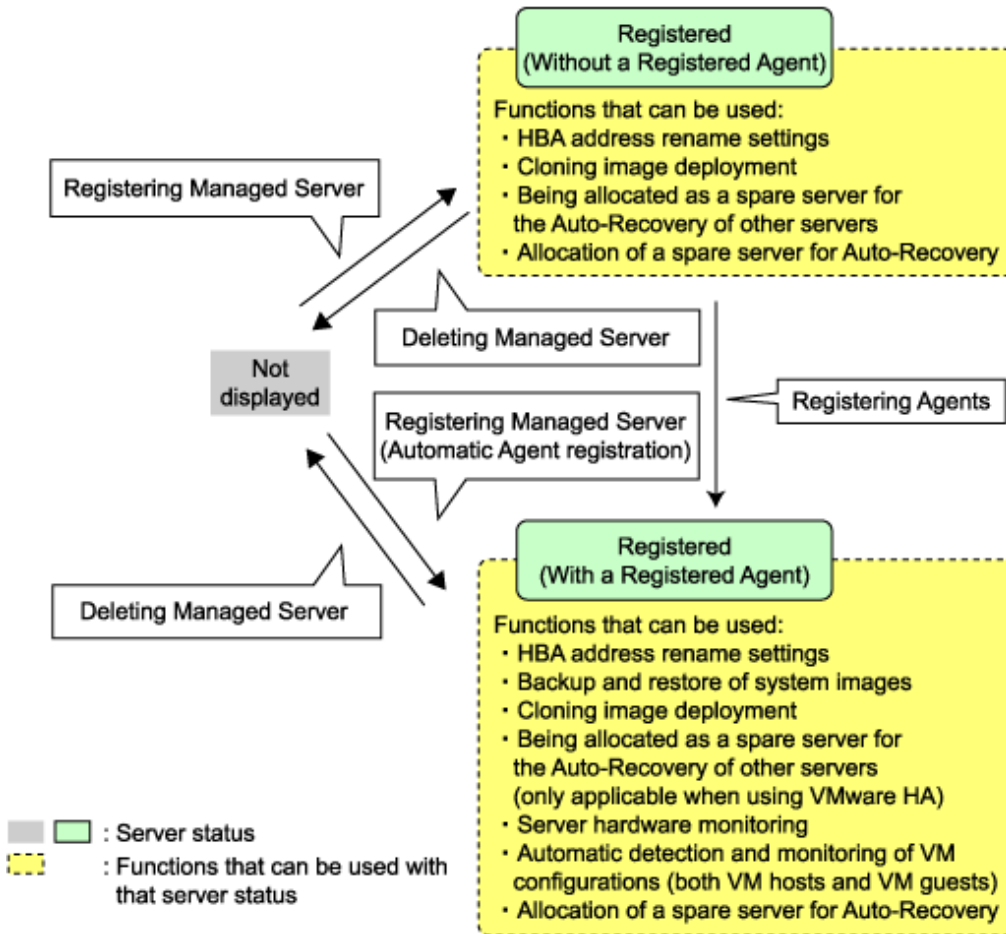 Registered
(Without a Registered Agent)
Functions that can be used:
・HBA address rename settings
・Cloning image deployment
・Being allocated as a spare server for
the Auto-Recovery of other servers
・Allocation of a spare server for Auto-Recovery
Registering Managed Server
Deleting Managed Server
Not
displayed
Registering Managed Server
(Automatic Agent registration)
Registering Agents
Deleting Managed Server
Registered
(With a Registered Agent)
Functions that can be used:
・HBA address rename settings
・Backup and restore of system images
・Cloning image deployment
・Being allocated as a spare server for
the Auto-Recovery of other servers
(only applicable when using VMware HA)
・Server hardware monitoring
・Automatic detection and monitoring of VM
configurations (both VM hosts and VM guests)
・Allocation of a spare server for Auto-Recovery
: Server status
: Functions that can be used with
that server status